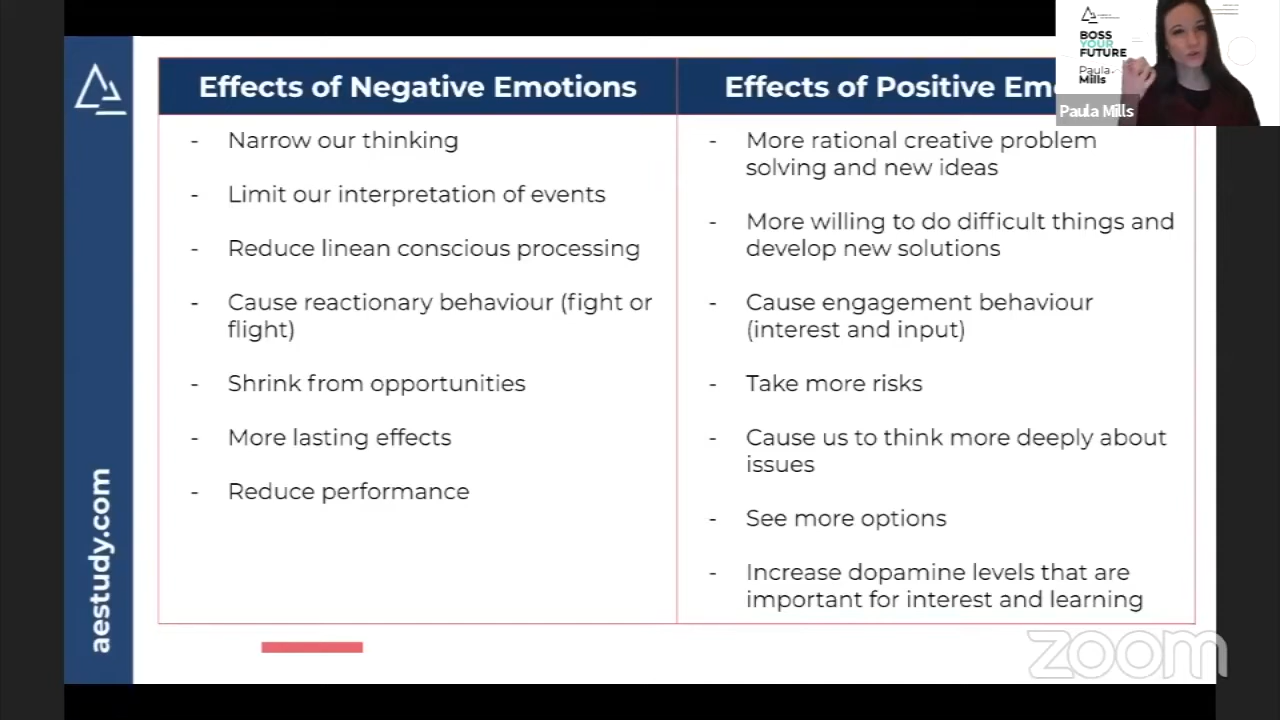 BOSS
YOUR
FUTURE
Paula
Mills
Paula Mills
Effects of Negative Emotions
Effects of Positive Emo
- Narrow our thinking
- Limit our interpretation of events
- Reduce linean conscious processing
- Cause reactionary behaviour (fight or
flight)
- Shrink from opportunities
- More lasting effects
- Reduce performance
- More rational creative problem
solving and new ideas
- More willing to do difficult things and
develop new solutions
- Cause engagement behaviour
(interest and input)
- Take more risks
- Cause us to think more deeply about
issues
- See more options
- Increase dopamine levels that are
important for interest and learning
aestudy.com
zoom